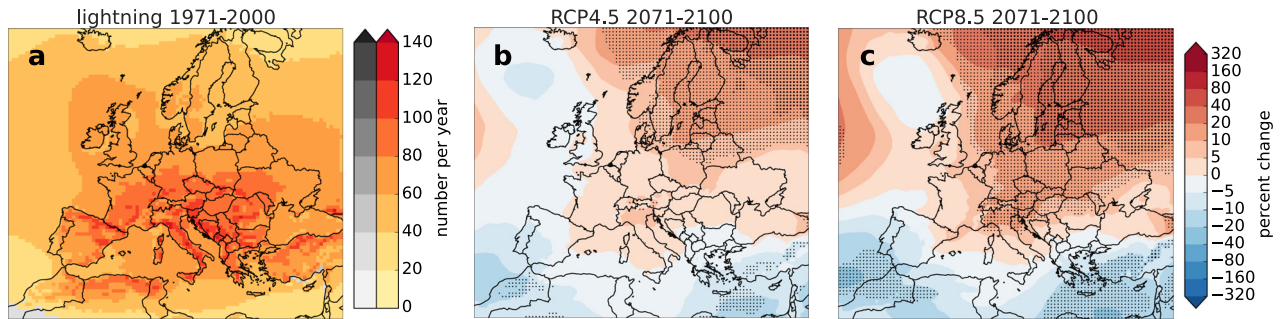 lightning 1971-2000
RCP4.5 2071-2100
RCP8.5 2071-2100
a
b
c
140
120
100
80
60
40
20
0
number per year
320
160
80
40
20
10
5
0
−5
−10
−20
−40
−80
−160
−320
percent change